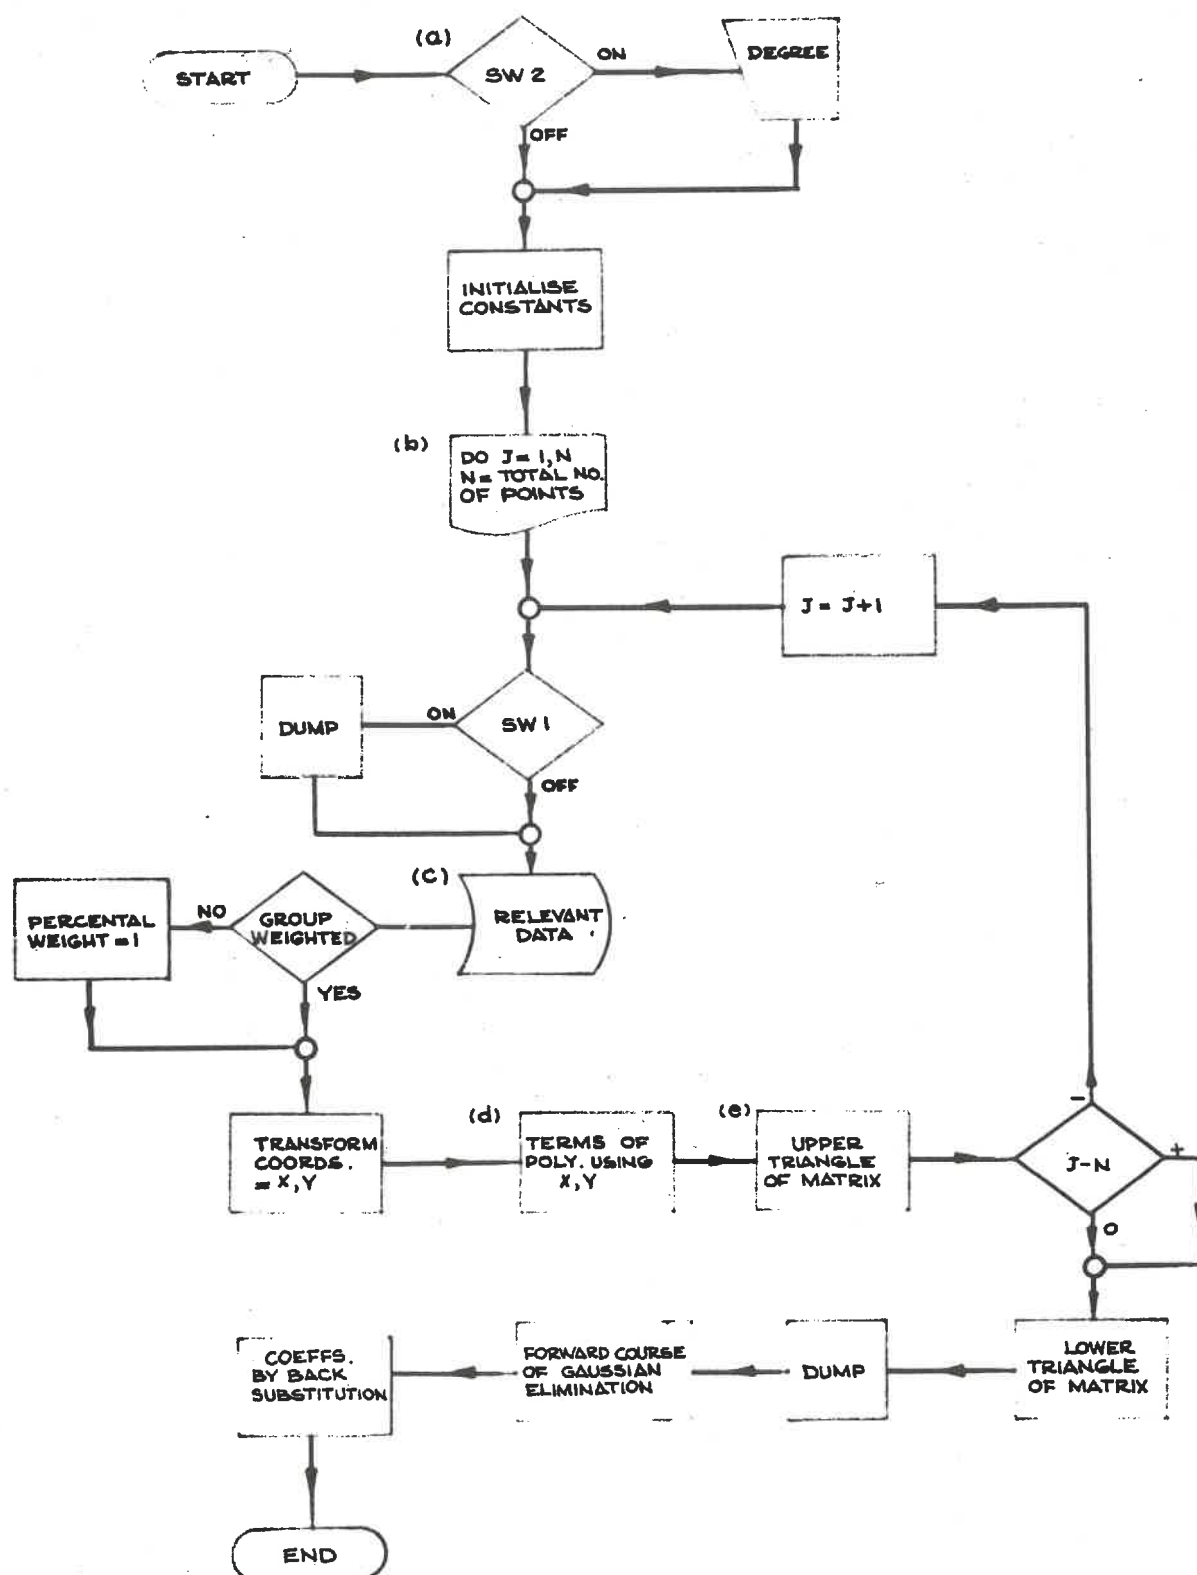 (a)
START
SW 2
ON
DEGREE
OFF
INITIALISE
CONSTANTS
(b)
DO J = 1, N
N = TOTAL NO.
OF POINTS
J = J+1
DUMP
ON
SW 1
OFF
(c)
PERCENTAL
WEIGHT = 1
NO
GROUP
WEIGHTED
RELEVANT
DATA
YES
TRANSFORM
COORDS.
= X, Y
(d)
TERMS OF
POLY. USING
X, Y
(e)
UPPER
TRIANGLE
OF MATRIX
-
J-N
+
O
COEFFS.
BY BACK
SUBSTITUTION
FORWARD COURSE
OF GAUSSIAN
ELIMINATION
DUMP
LOWER
TRIANGLE
OF MATRIX
END